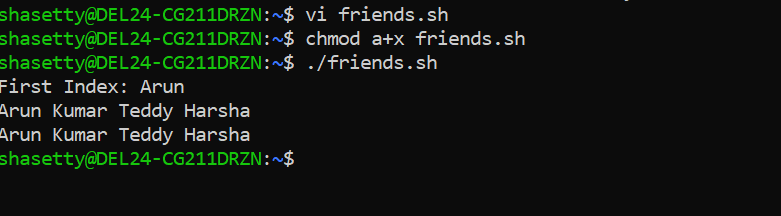 shasetty@DEL24-CG211DRZN:~$ vi friends.sh
shasetty@DEL24-CG211DRZN:~$ chmod a+x friends.sh
shasetty@DEL24-CG211DRZN:~$ ./friends.sh
First Index: Arun
Arun Kumar Teddy Harsha
Arun Kumar Teddy Harsha
shasetty@DEL24-CG211DRZN:~$